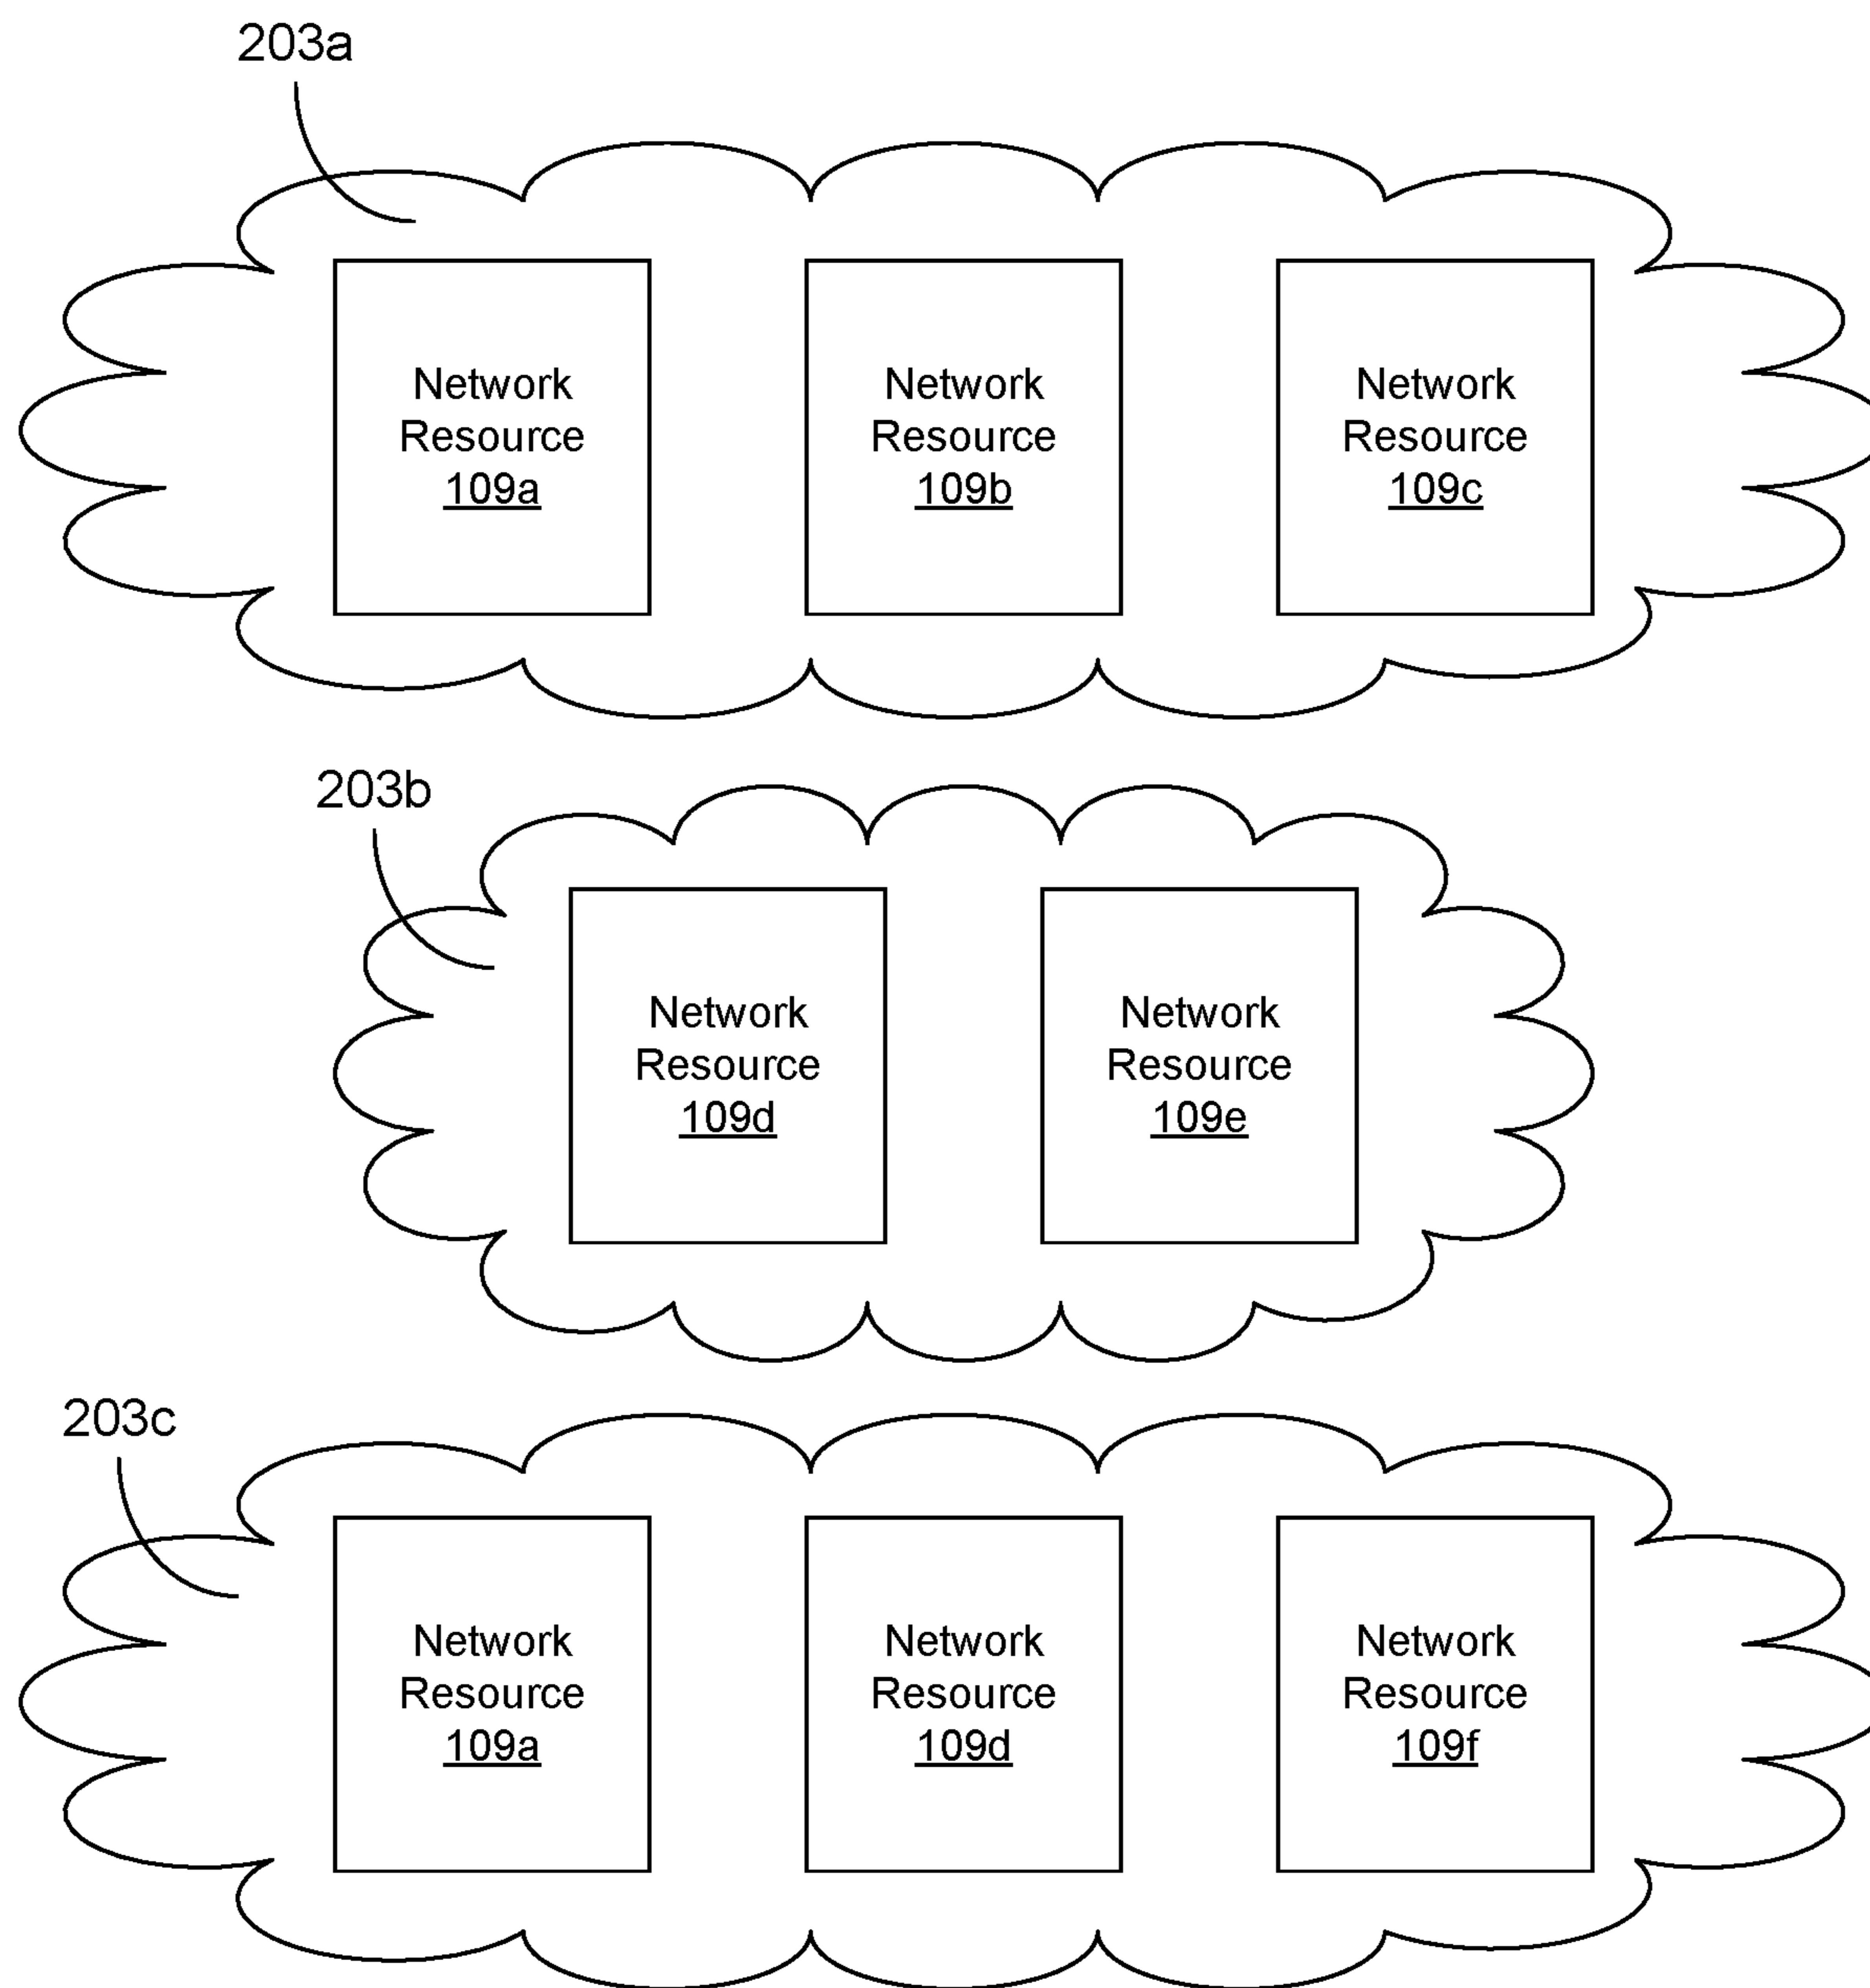 203a
Network Network Network
Resource Resource Resource
109a 109b 109c
203b
Network Network
Resource Resource
109d 109e
203c
Network Network Network
Resource Resource Resource
109a 109d 109f